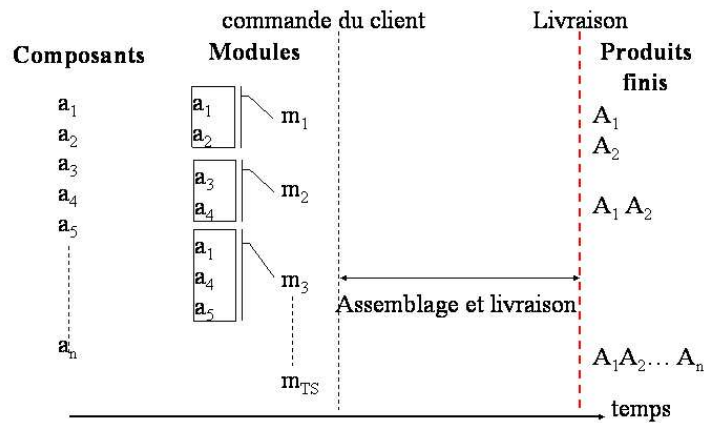 commande du client
Livraison
Composants
Modules
Produits
finis
a1
a2
a3
a4
a5
an
a1
a2
m1
a3
a4
m2
a1
a4
a5
m3
mTS
Assemblage et livraison
A1
A2
A1 A2
A1A2... An
temps